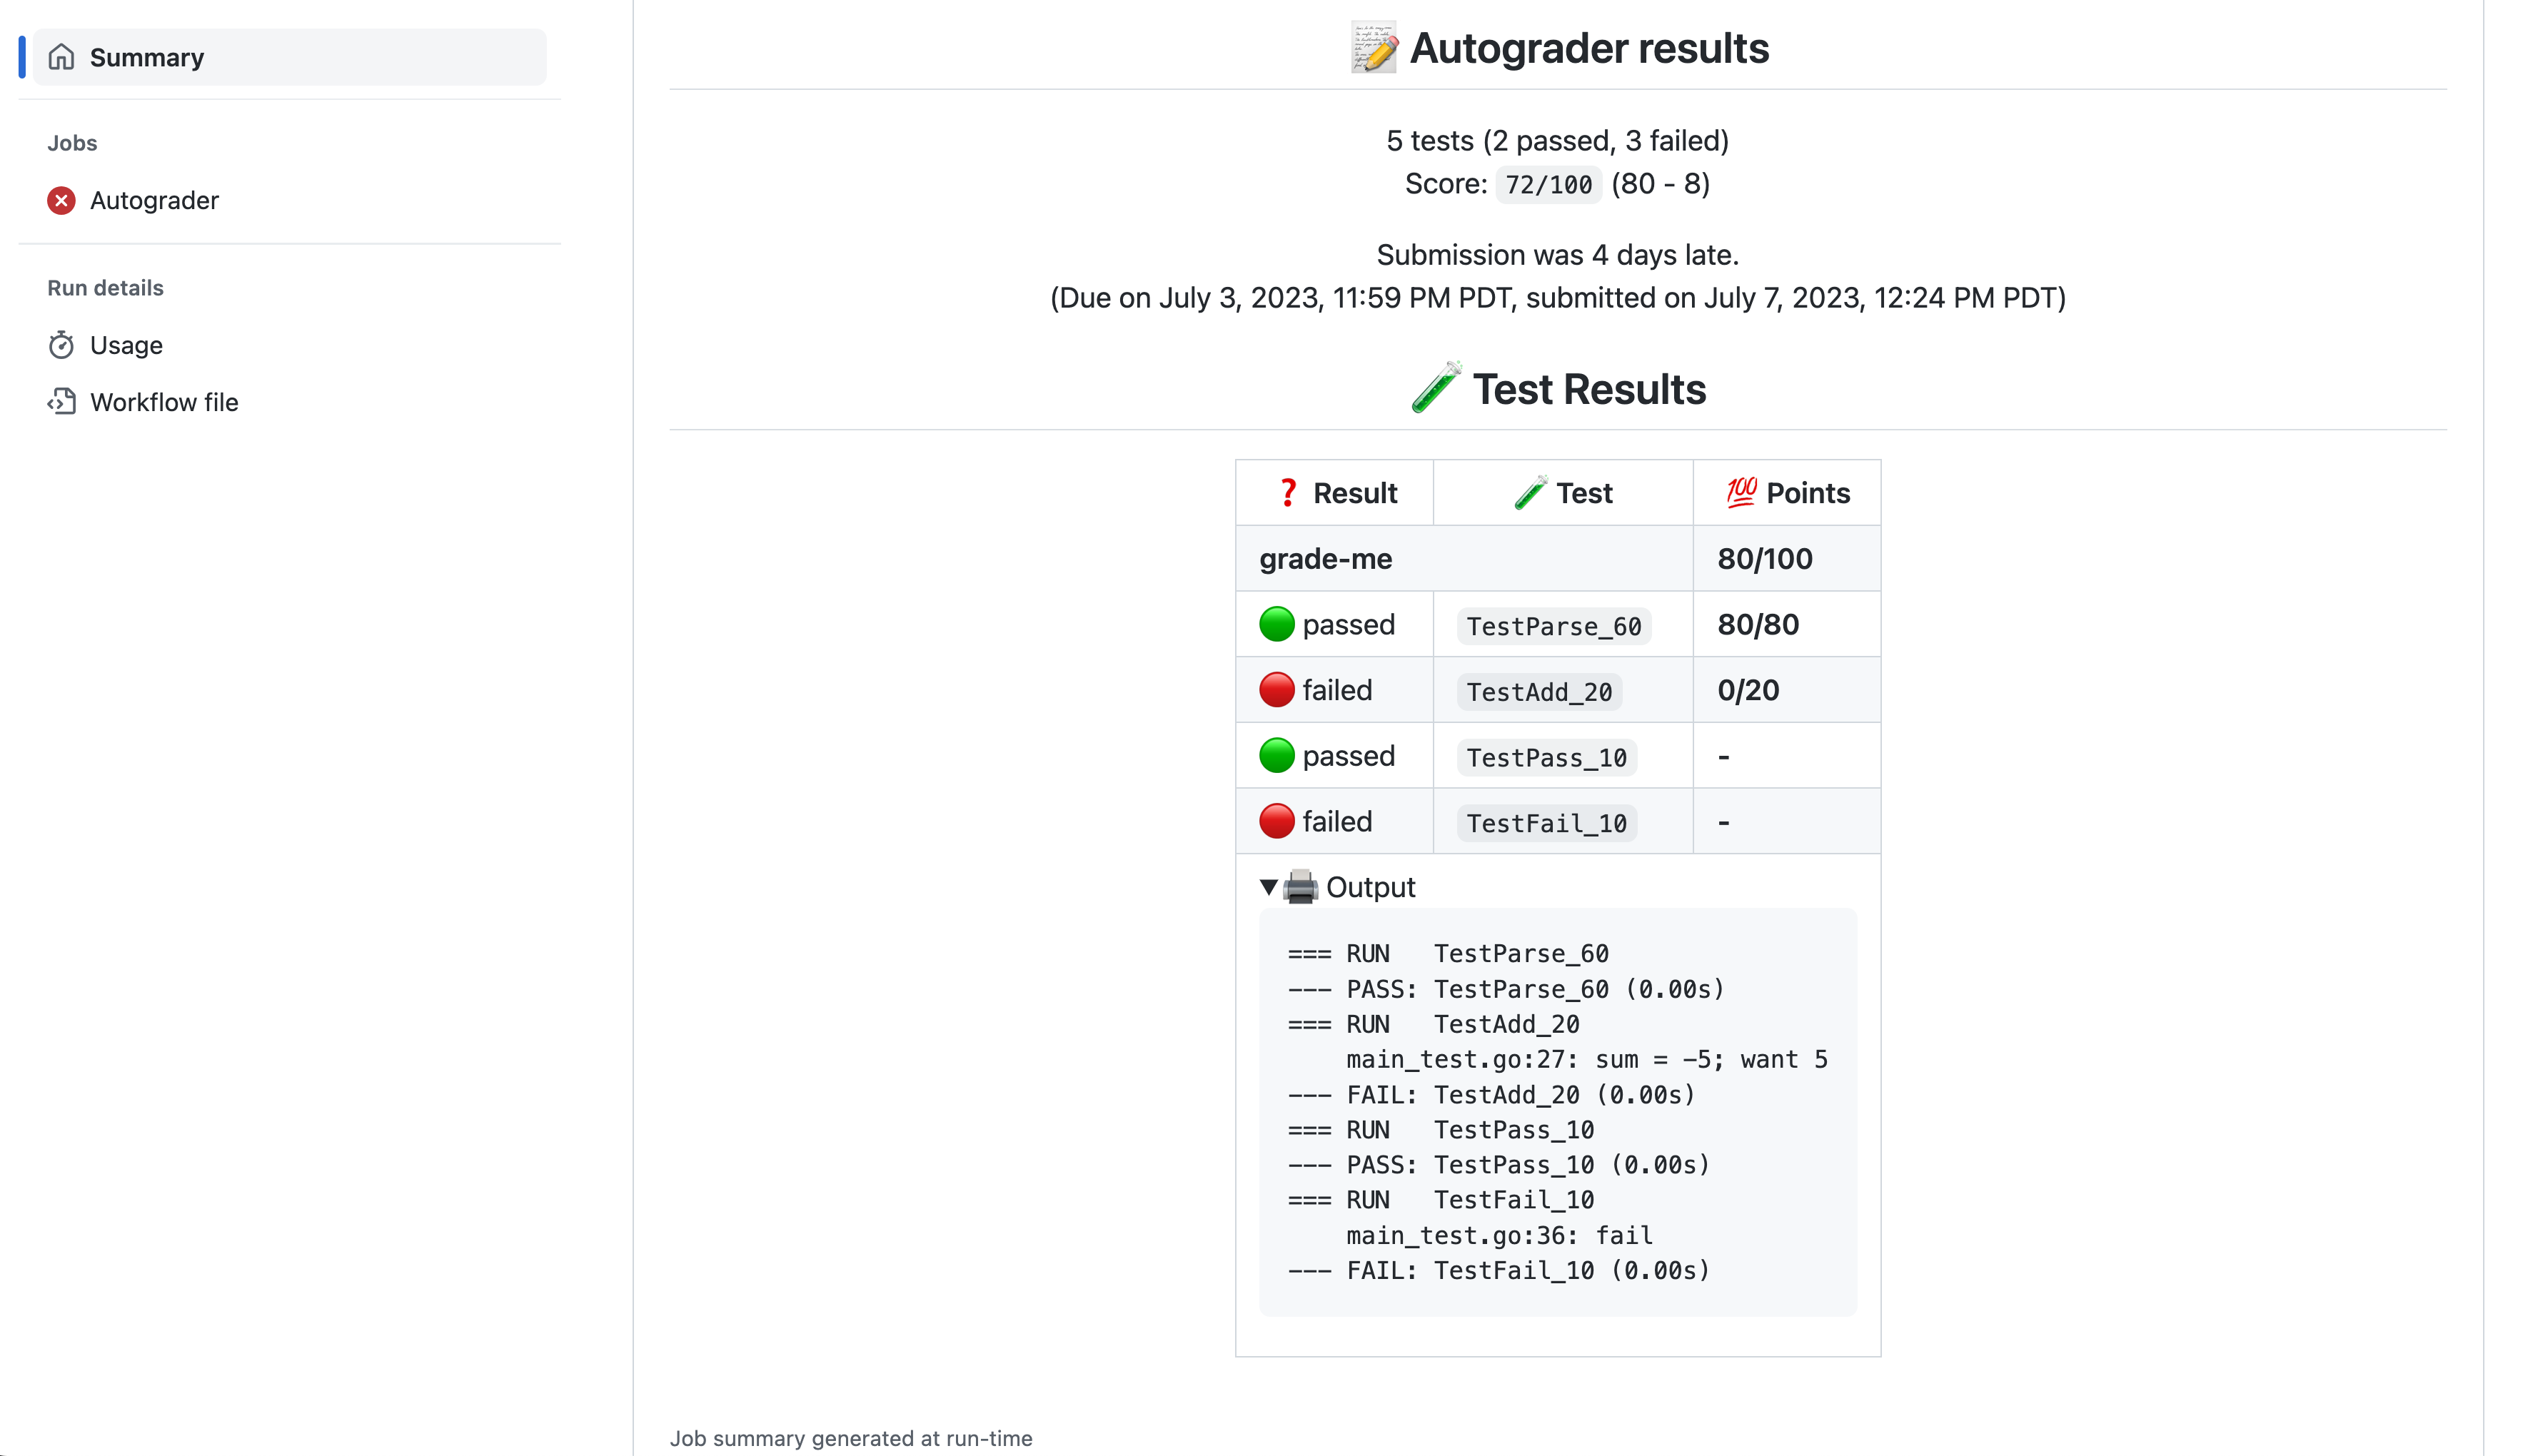 Summary
Jobs
Autograder
Run details
Usage
Workflow file
📝 Autograder results
5 tests (2 passed, 3 failed)
Score: 72/100 (80 - 8)
Submission was 4 days late.
(Due on July 3, 2023, 11:59 PM PDT, submitted on July 7, 2023, 12:24 PM PDT)
🧪 Test Results
❓ Result 🧪 Test 💯 Points
grade-me 80/100
🟢 passed TestParse_60 80/80
🔴 failed TestAdd_20 0/20
🟢 passed TestPass_10 -
🔴 failed TestFail_10 -
▼🖨️ Output
=== RUN   TestParse_60
--- PASS: TestParse_60 (0.00s)
=== RUN   TestAdd_20
    main_test.go:27: sum = -5; want 5
--- FAIL: TestAdd_20 (0.00s)
=== RUN   TestPass_10
--- PASS: TestPass_10 (0.00s)
=== RUN   TestFail_10
    main_test.go:36: fail
--- FAIL: TestFail_10 (0.00s)
Job summary generated at run-time